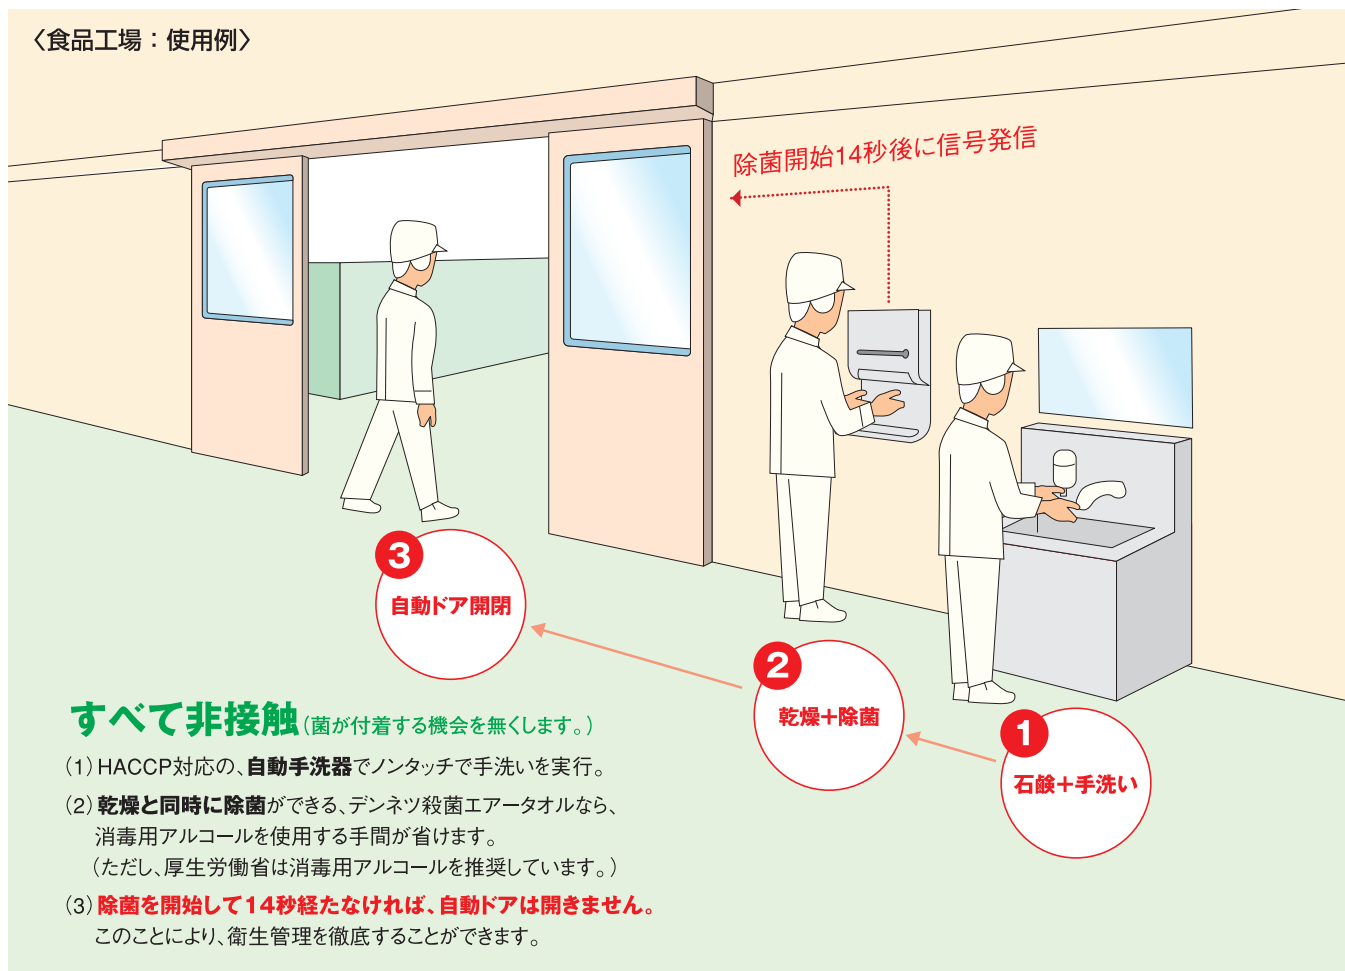 〈食品工場：使用例〉
除菌開始14秒後に信号発信
3
自動ドア開閉
2
乾燥＋除菌
1
石鹸＋手洗い
すべて非接触（菌が付着する機会を無くします。）
（1）HACCP対応の、自動手洗器でノンタッチで手洗いを実行。
（2）乾燥と同時に除菌ができる、デンネツ殺菌エアータオルなら、
消毒用アルコールを使用する手間が省けます。
（ただし、厚生労働省は消毒用アルコールを推奨しています。）
（3）除菌を開始して14秒経たなければ、自動ドアは開きません。
このことにより、衛生管理を徹底することができます。